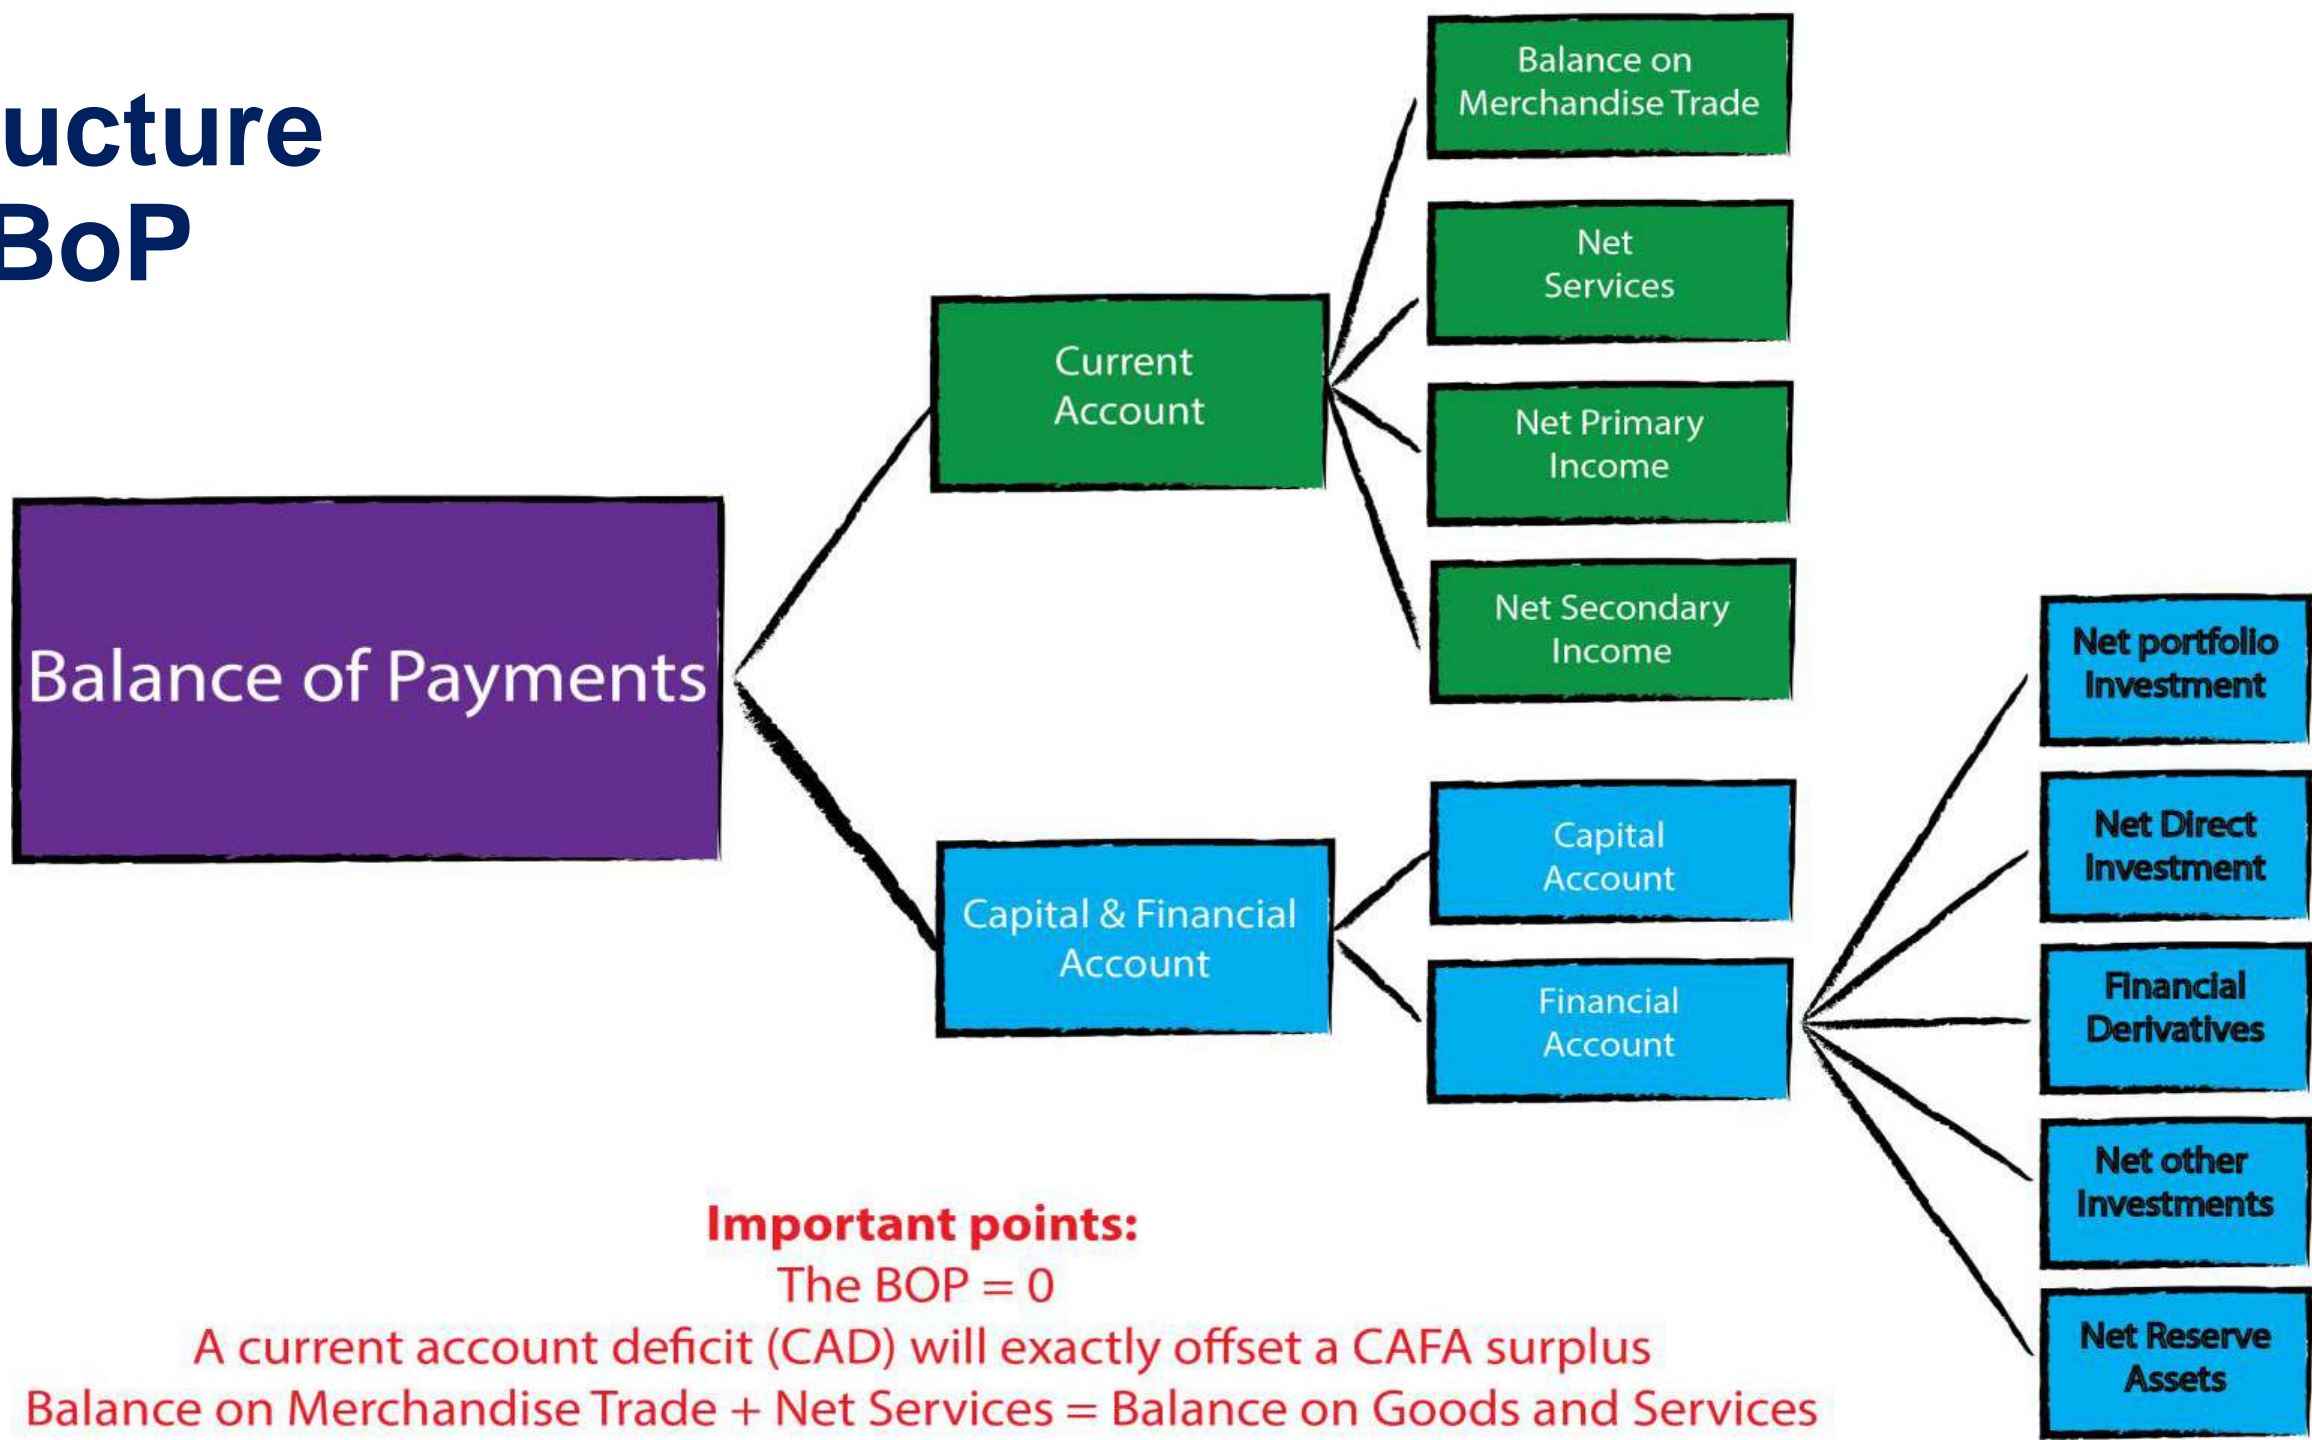 ucture
BoP
Balance on
Merchandise Trade
Net
Services
Current
Account
Net Primary
Income
Net Secondary
Income
Balance of Payments
Net portfolio
Investment
Net Direct
Investment
Capital
Account
Capital & Financial
Account
Financial
Account
Financial
Derivatives
Net other
Investments
Net Reserve
Assets
Important points:
The BOP = 0
A current account deficit (CAD) will exactly offset a CAFA surplus
Balance on Merchandise Trade + Net Services = Balance on Goods and Services